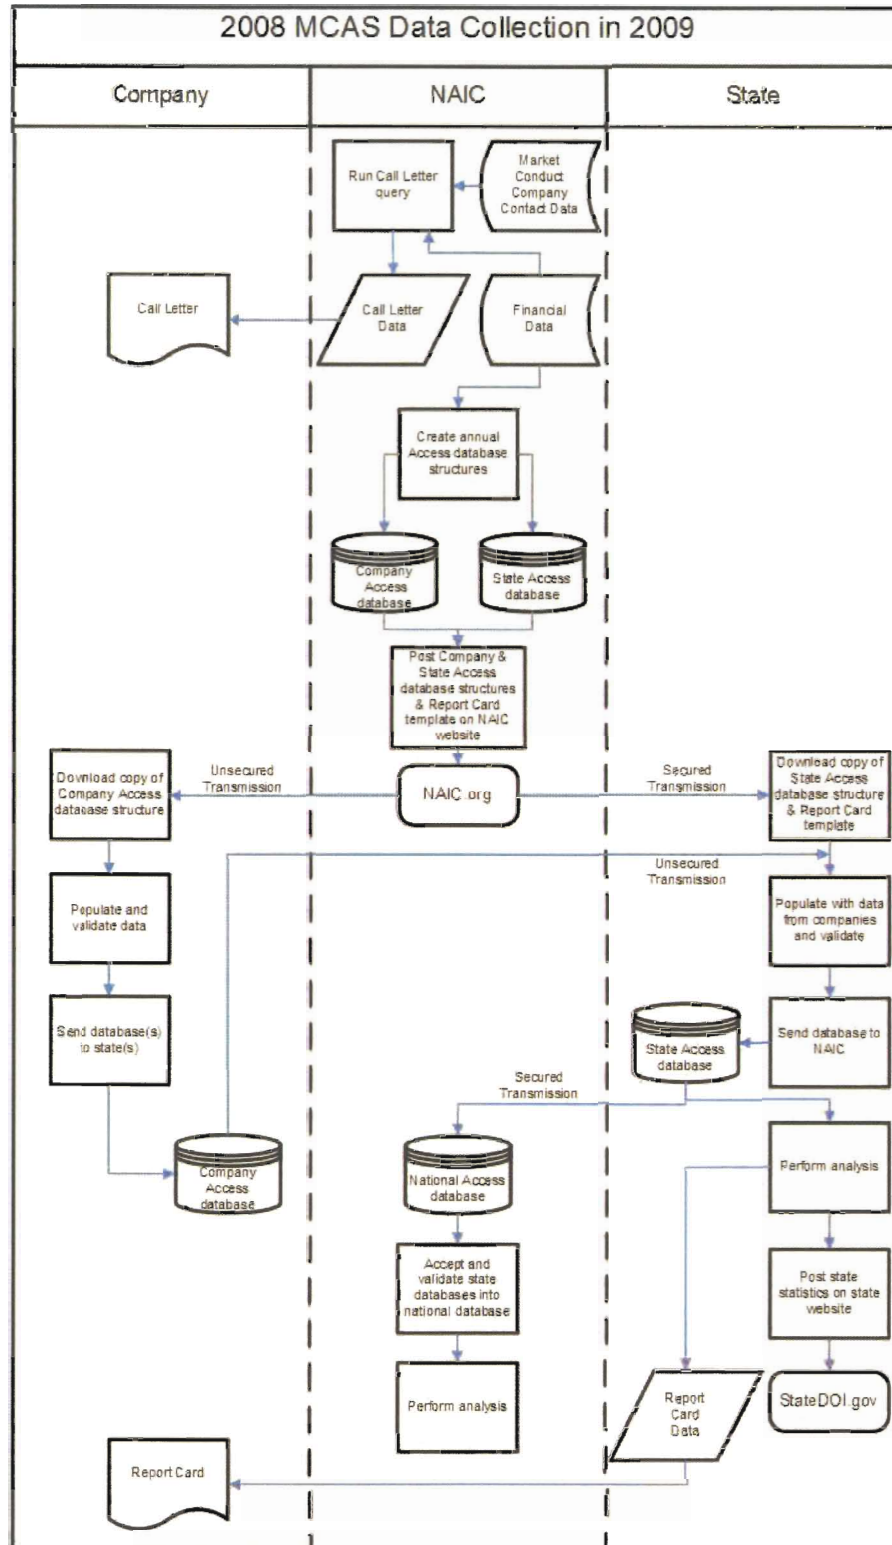 2008 MCAS Data Collection in 2009
Company
NAIC
State
Run Call Letter
query
Market
Conduct
Company
Contact Data
Call Letter
Call Letter
Data
Financial
Data
Create annual
Access database
structures
Company
Access
database
State Access
database
Post Company &
State Access
database structures
& Report Card
template on NAIC
website
Download copy of
Company Access
database structure
Unsecured
Transmission
NAIC.org
Secured
Transmission
Download copy of
State Access
database structure
& Report Card
template
Unsecured
Transmission
Populate and
validate data
Populate with data
from companies
and validate
Send database(s)
to state(s)
State Access
database
Send database to
NAIC
Secured
Transmission
Company
Access
database
National Access
database
Perform analysis
Accept and
validate state
databases into
national database
Post state
statistics on state
website
Perform analysis
Report
Card
Data
StateDOI.gov
Report Card